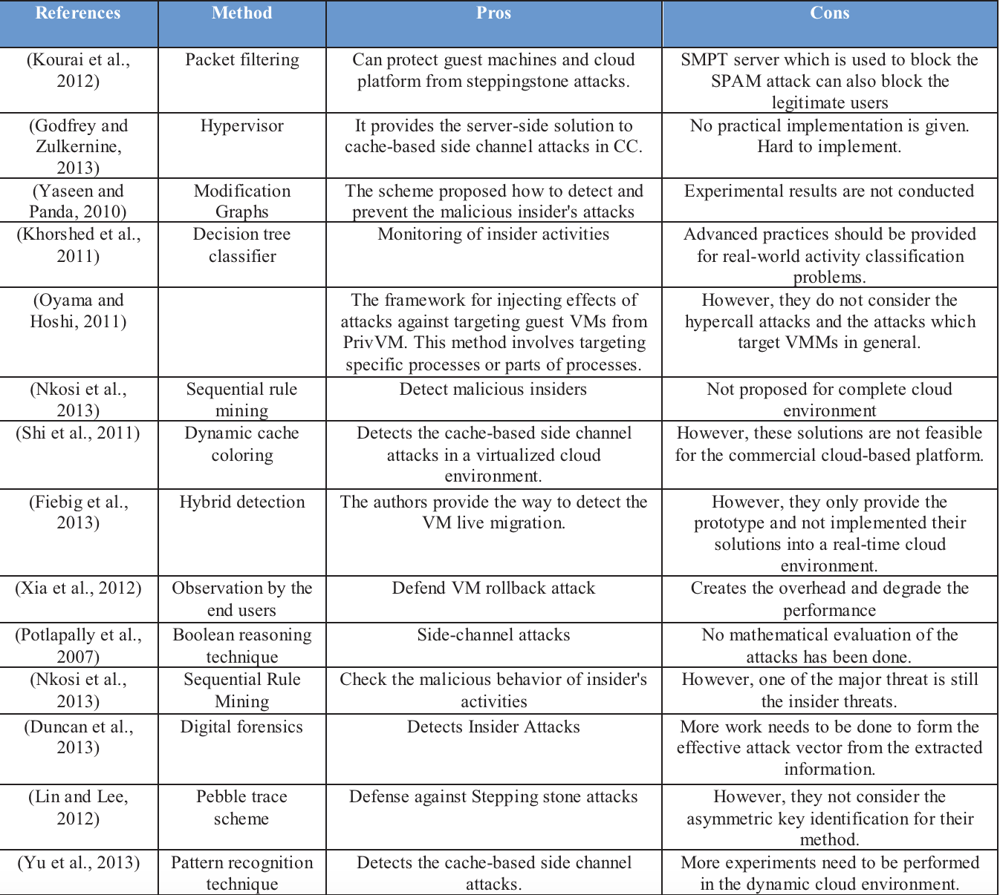 References Method Pros Cons
(Kourai et al.,
2012)
Packet filtering
Can protect guest machines and cloud
platform from steppingstone attacks.
SMPT server which is used to block the
SPAM attack can also block the
legitimate users
(Godfrey and
Zulkernine,
2013)
Hypervisor
It provides the server-side solution to
cache-based side channel attacks in CC.
No practical implementation is given.
Hard to implement.
(Yaseen and
Panda, 2010)
Modification
Graphs
The scheme proposed how to detect and
prevent the malicious insider's attacks
Experimental results are not conducted
(Khorshed et al.,
2011)
Decision tree
classifier
Monitoring of insider activities
Advanced practices should be provided
for real-world activity classification
problems.
(Oyama and
Hoshi, 2011)
The framework for injecting effects of
attacks against targeting guest VMs from
PrivVM. This method involves targeting
specific processes or parts of processes.
However, they do not consider the
hypercall attacks and the attacks which
target VMMs in general.
(Nkosi et al.,
2013)
Sequential rule
mining
Detect malicious insiders
Not proposed for complete cloud
environment
(Shi et al., 2011)
Dynamic cache
coloring
Detects the cache-based side channel
attacks in a virtualized cloud
environment.
However, these solutions are not feasible
for the commercial cloud-based platform.
(Fiebig et al.,
2013)
Hybrid detection
The authors provide the way to detect the
VM live migration.
However, they only provide the
prototype and not implemented their
solutions into a real-time cloud
environment.
(Xia et al., 2012)
Observation by the
end users
Defend VM rollback attack
Creates the overhead and degrade the
performance
(Potlapally et al.,
2007)
Boolean reasoning
technique
Side-channel attacks
No mathematical evaluation of the
attacks has been done.
(Nkosi et al.,
2013)
Sequential Rule
Mining
Check the malicious behavior of insider's
activities
However, one of the major threat is still
the insider threats.
(Duncan et al.,
2013)
Digital forensics
Detects Insider Attacks
More work needs to be done to form the
effective attack vector from the extracted
information.
(Lin and Lee,
2012)
Pebble trace
scheme
Defense against Stepping stone attacks
However, they not consider the
asymmetric key identification for their
method.
(Yu et al., 2013)
Pattern recognition
technique
Detects the cache-based side channel
attacks.
More experiments need to be performed
in the dynamic cloud environment.